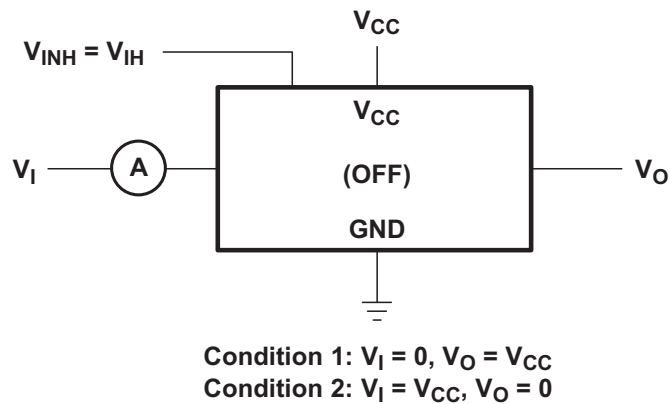 VCC
VINH = VIH
VCC
VI
A
(OFF)
VO
GND
Condition 1: VI = 0, VO = VCC
Condition 2: VI = VCC, VO = 0